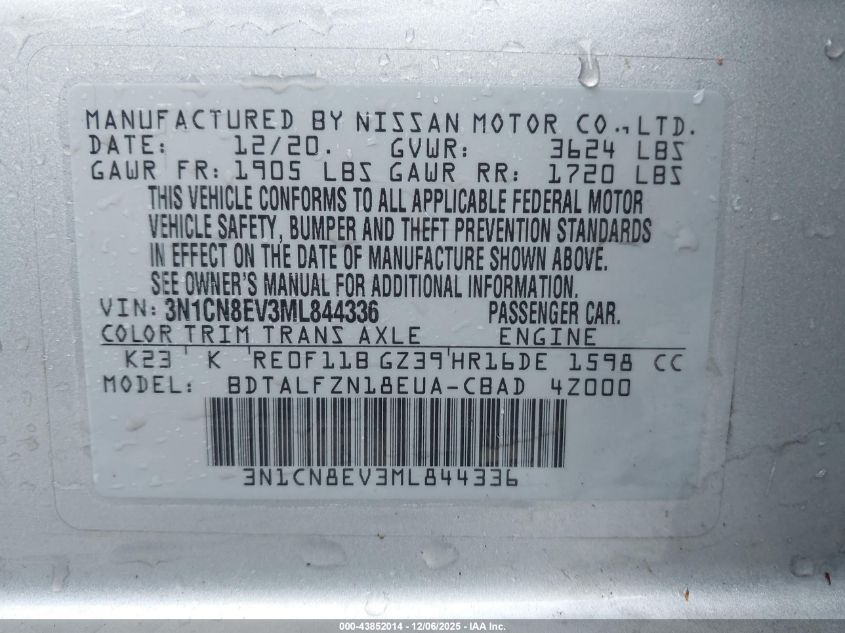 MANUFACTURED BY NISSAN MOTOR CO.,LTD.
DATE: 12/20. GVWR: 3624 LBS
GAWR FR: 1905 LBS GAWR RR: 1720 LBS
THIS VEHICLE CONFORMS TO ALL APPLICABLE FEDERAL MOTOR
VEHICLE SAFETY, BUMPER AND THEFT PREVENTION STANDARDS
IN EFFECT ON THE DATE OF MANUFACTURE SHOWN ABOVE.
SEE OWNER'S MANUAL FOR ADDITIONAL INFORMATION.
VIN: 3N1CN8EV3ML844336 PASSENGER CAR.
COLOR TRIM TRANS AXLE ENGINE
K23 ' K ' RE0F11B GZ39 ' HR16DE 1598 CC
MODEL: BDTALFZN18EUA-CBAD 4Z000
3N1CN8EV3ML844336
000-43852014 - 12/06/2025 - IAA Inc.